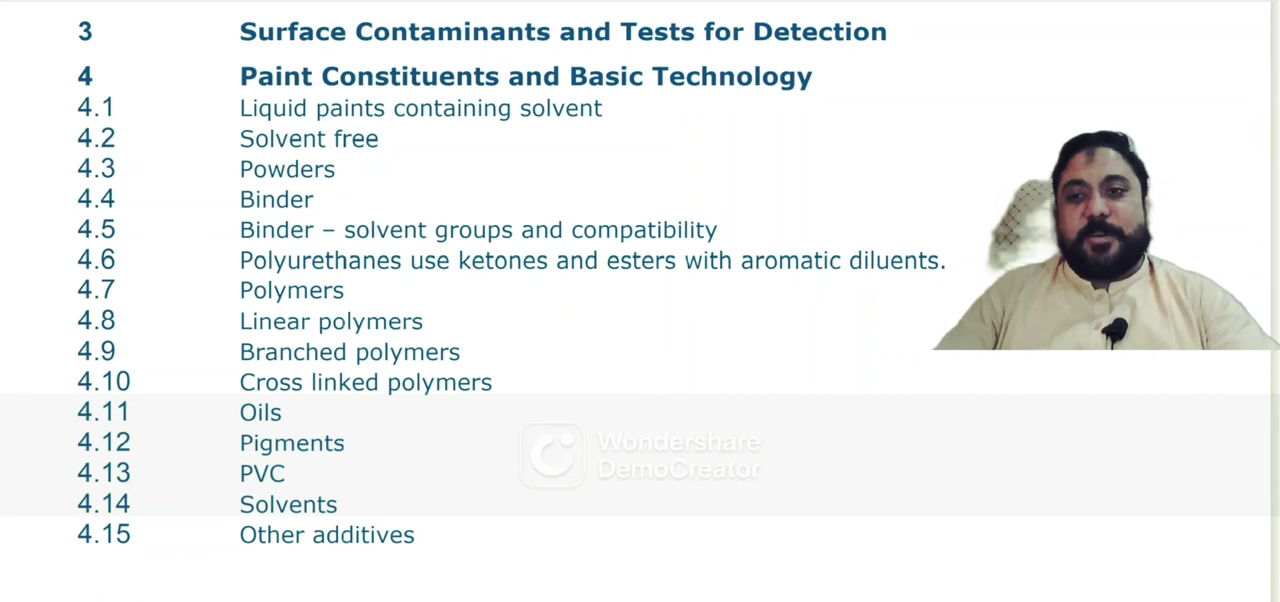 3 Surface Contaminants and Tests for Detection
4 Paint Constituents and Basic Technology
4.1 Liquid paints containing solvent
4.2 Solvent free
4.3 Powders
4.4 Binder
4.5 Binder – solvent groups and compatibility
4.6 Polyurethanes use ketones and esters with aromatic diluents.
4.7 Polymers
4.8 Linear polymers
4.9 Branched polymers
4.10 Cross linked polymers
4.11 Oils
4.12 Pigments
4.13 PVC
4.14 Solvents
4.15 Other additives
Wondershare
DemoCreator